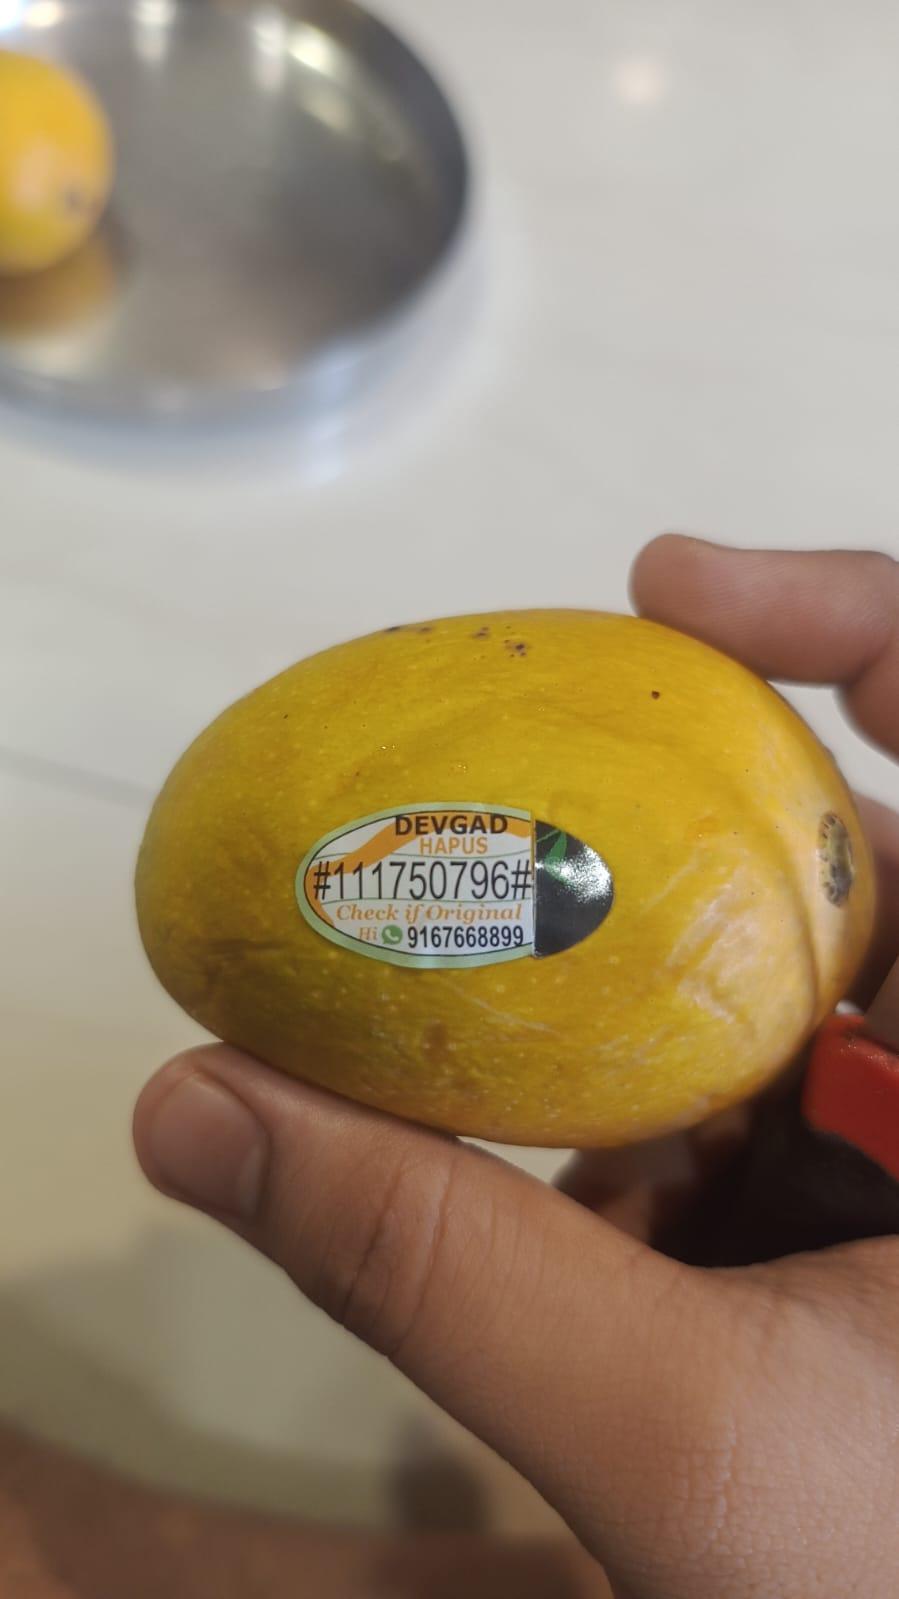 DEVGAD
HAPUS
#111750796#
Check if Original
Hi 9167668899